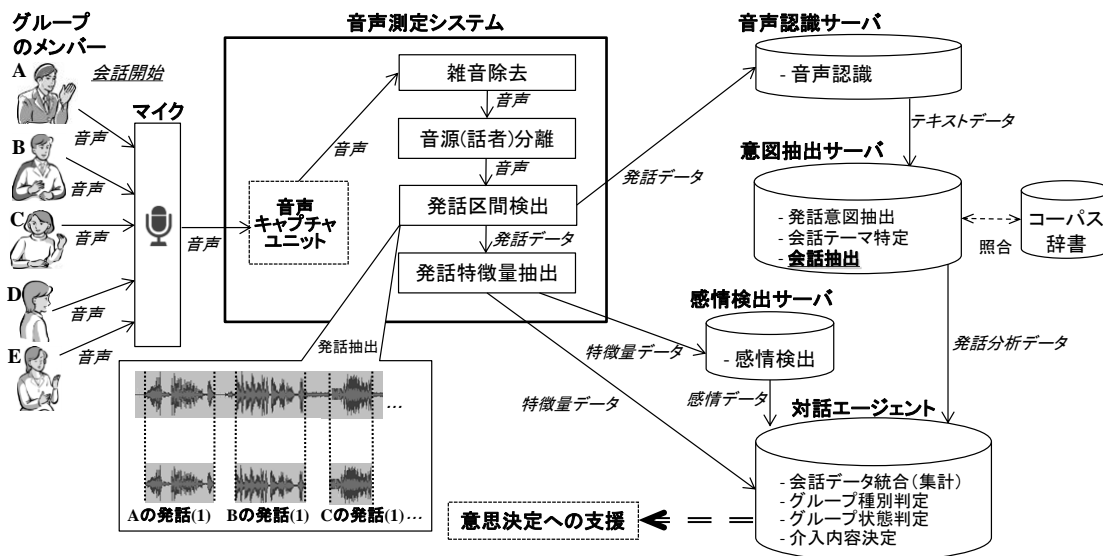 グループ
のメンバー
A
会話開始
音声
B
音声
C
音声
D
音声
E
音声
マイク
音声
音声測定システム
音声
キャプチャ
ユニット
音声
雑音除去
音声
音源(話者)分離
音声
発話区間検出
発話データ
発話特徴量抽出
発話抽出
...
Aの発話(1)
Bの発話(1)
Cの発話(1)...
発話データ
音声認識サーバ
- 音声認識
テキストデータ
意図抽出サーバ
- 発話意図抽出
- 会話テーマ特定
- 会話抽出
照合
コーパス
辞書
感情検出サーバ
- 感情検出
特徴量データ
特徴量データ
感情データ
発話分析データ
対話エージェント
- 会話データ統合(集計)
- グループ種別判定
- グループ状態判定
- 介入内容決定
意思決定への支援